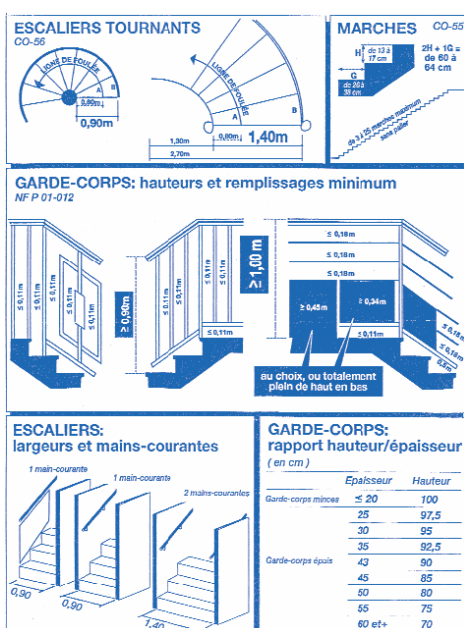 ESCALIERS TOURNANTS
CO-56
LIGNE DE FOULÉE
A
B
0,90m
0,90m
LIGNE DE FOULÉE
A
B
0,90m
1,40m
1,30m
2,70m
MARCHES
CO-55
H
de 13 à
17 cm
G
38 cm
2H + 1G =
de 60 à
64 cm
de 3 à 25 marches maximum
sans palier
GARDE-CORPS: hauteurs et remplissages minimum
NF P 01-012
≤ 0,11m
≤ 0,11m
≤ 0,11m
≤ 0,11m
≥ 0,90m
≤ 0,11m
≤ 0,11m
≤ 0,11m
≤ 0,11m
≤ 0,11m
≥ 1,00 m
≤ 0,18m
≤ 0,18m
≤ 0,18m
≥ 0,45m
≥ 0,34m
≤ 0,11m
≤ 0,18m
≤ 0,18m
au choix, ou totalement
plein de haut en bas
ESCALIERS:
largeurs et mains-courantes
1 main-courante
1 main-courante
2 mains-courantes
0,90
0,90
1,40
GARDE-CORPS:
rapport hauteur/épaisseur
(en cm)
Epaisseur Hauteur
Garde-corps minces ≤ 20 100
25 97,5
30 95
35 92,5
Garde-corps épais 43 90
45 85
50 80
55 75
60 et+ 70